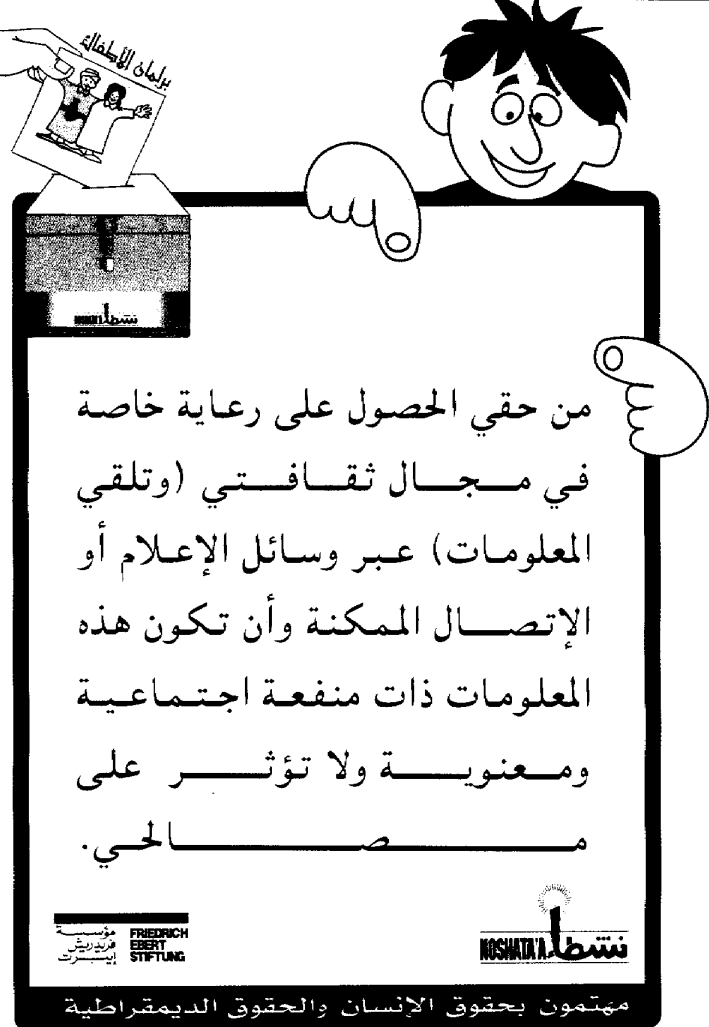 برلمان الأطفال
نشطاء
من حقي الحصول على رعاية خاصة
في مجال ثقافتي (وتلقي
المعلومات) عبر وسائل الإعلام أو
الإتصال الممكنة وأن تكون هذه
المعلومات ذات منفعة اجتماعية
ومعنوية ولا تؤثر على
مصالحي.
مؤسسة
فريدريش
إيبرت
FRIEDRICH
EBERT
STIFTUNG
NOSHATA'A نشطاء
مهتمون بحقوق الإنسان والحقوق الديمقراطية